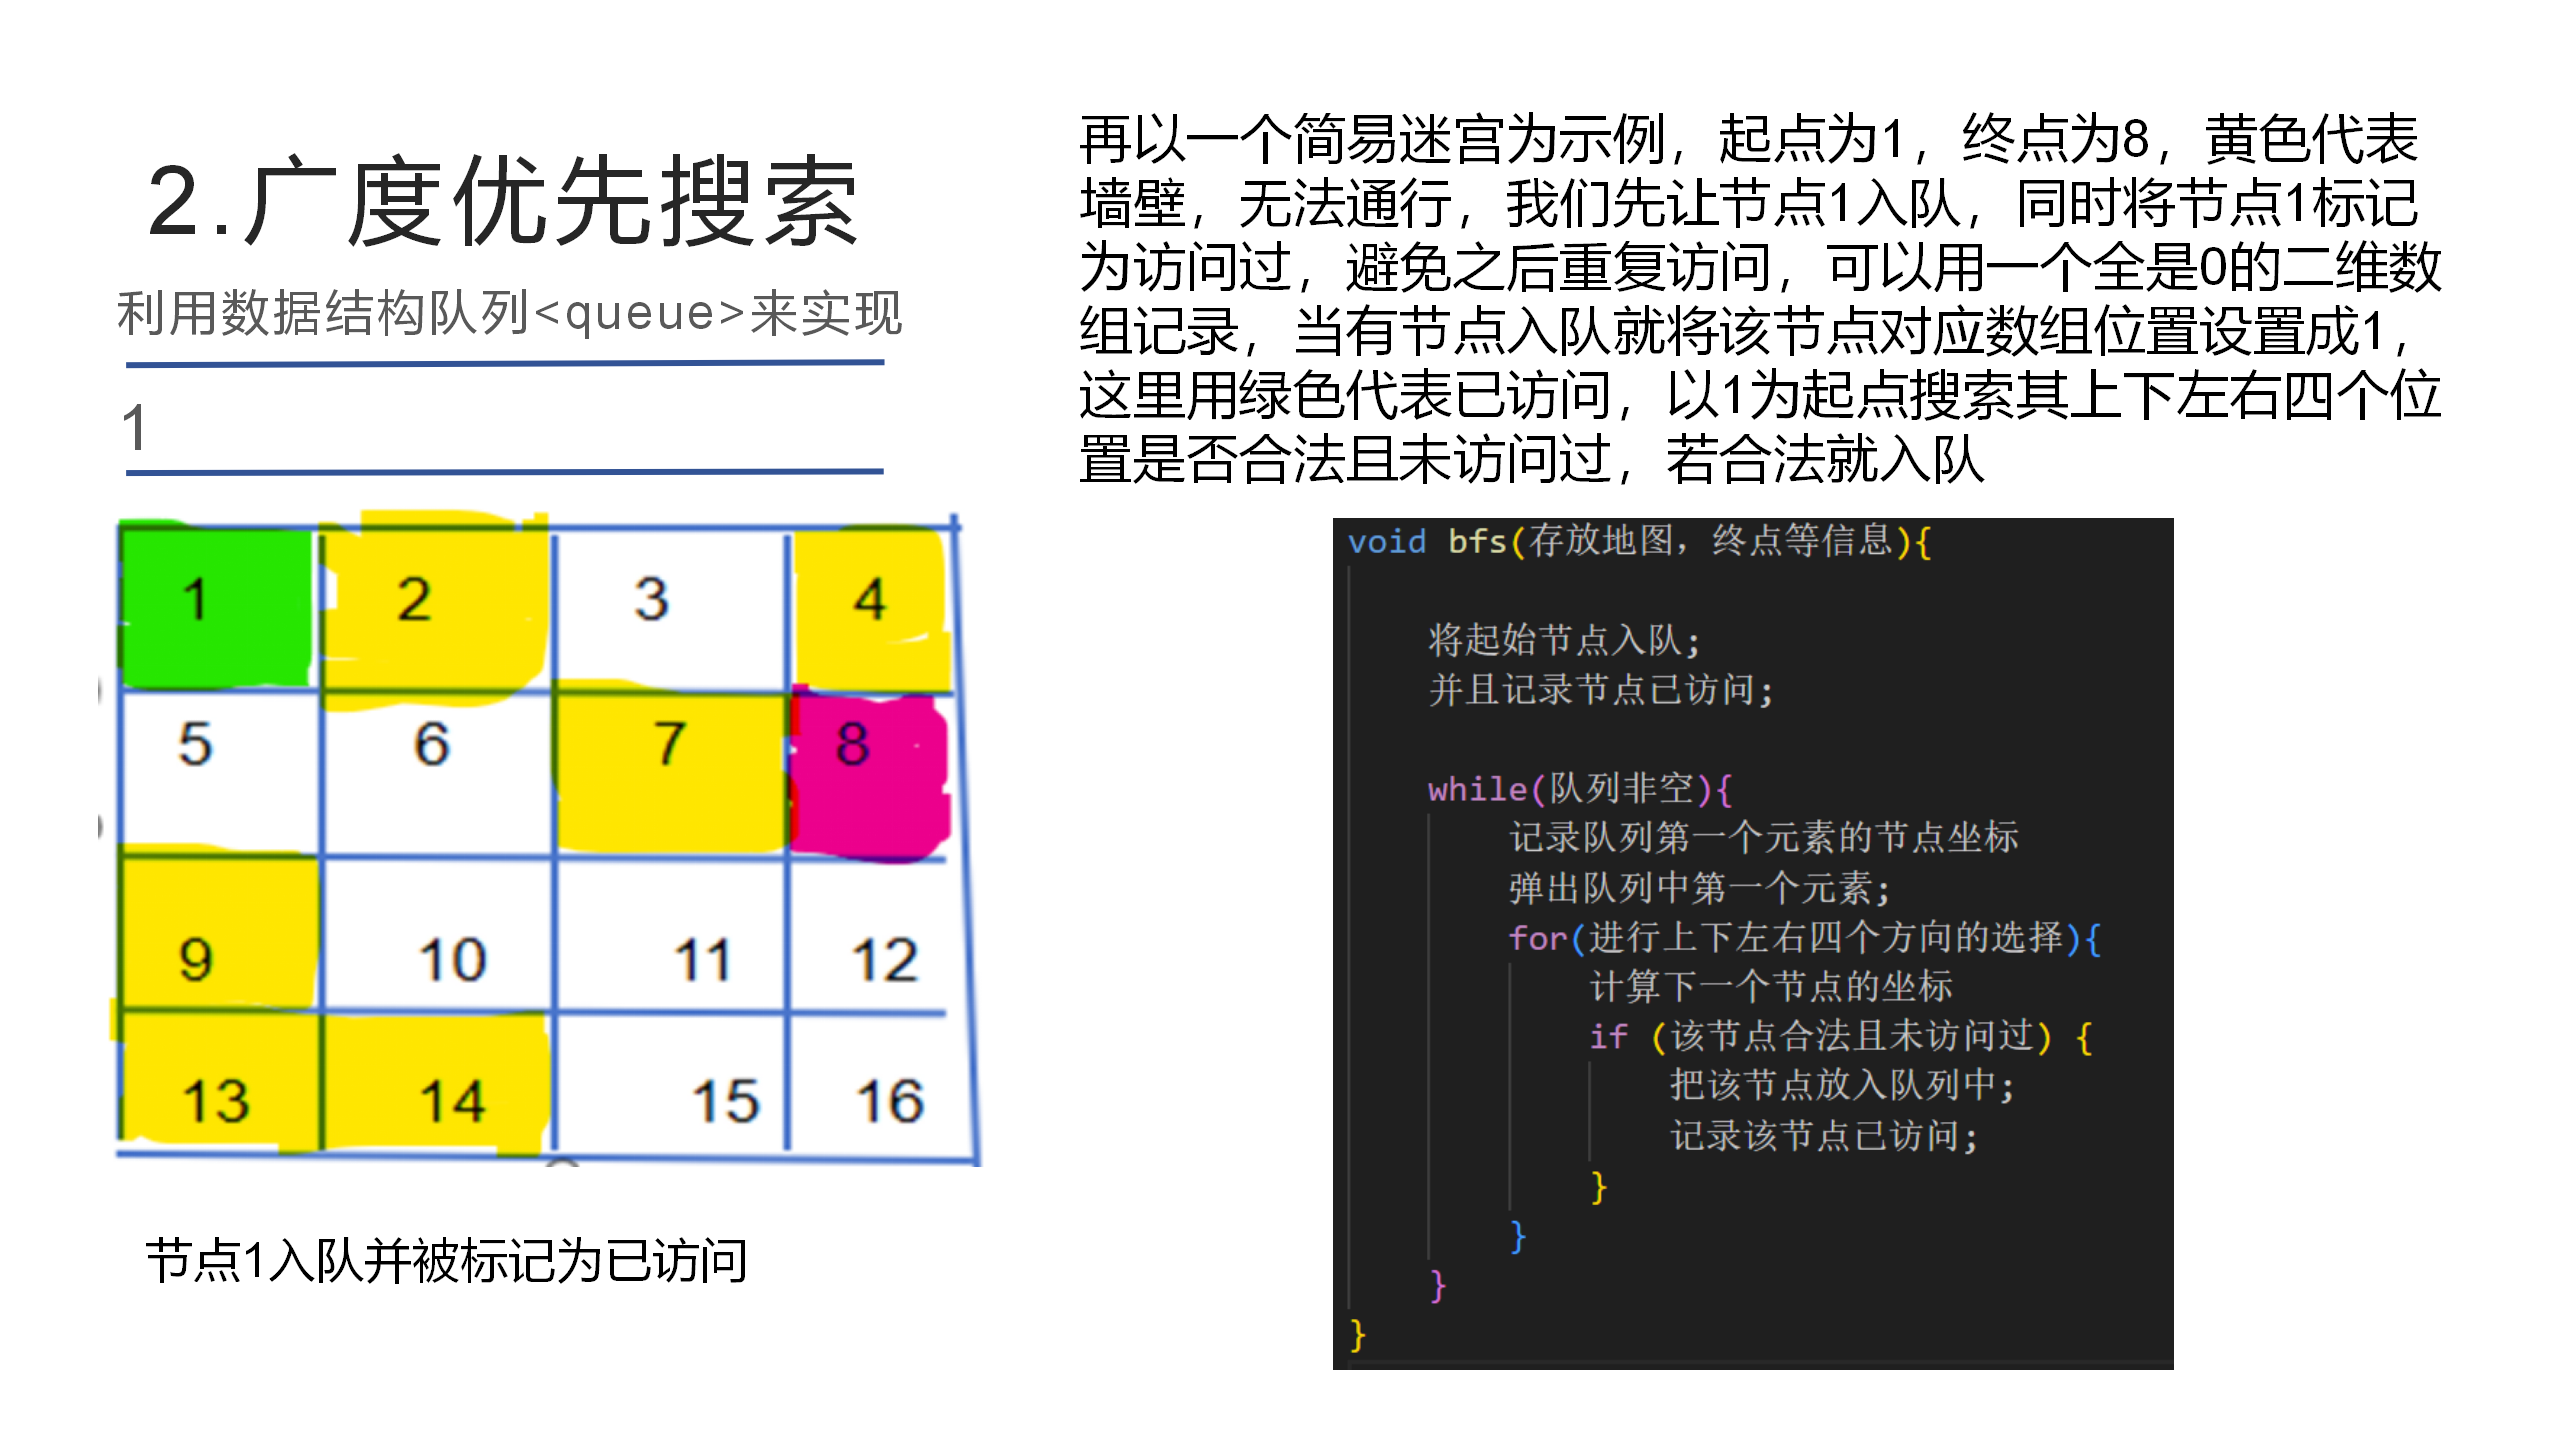 2.广度优先搜索
利用数据结构队列<queue>来实现
1
1 2 3 4
5 6 7 8
9 10 11 12
13 14 15 16
节点1入队并被标记为已访问
再以一个简易迷宫为示例，起点为1，终点为8，黄色代表
墙壁，无法通行，我们先让节点1入队，同时将节点1标记
为访问过，避免之后重复访问，可以用一个全是0的二维数
组记录，当有节点入队就将该节点对应数组位置设置成1，
这里用绿色代表已访问，以1为起点搜索其上下左右四个位
置是否合法且未访问过，若合法就入队
void bfs(存放地图，终点等信息){
将起始节点入队;
并且记录节点已访问;
while(队列非空){
记录队列第一个元素的节点坐标
弹出队列中第一个元素;
for(进行上下左右四个方向的选择){
计算下一个节点的坐标
if (该节点合法且未访问过) {
把该节点放入队列中;
记录该节点已访问;
}
}
}
}